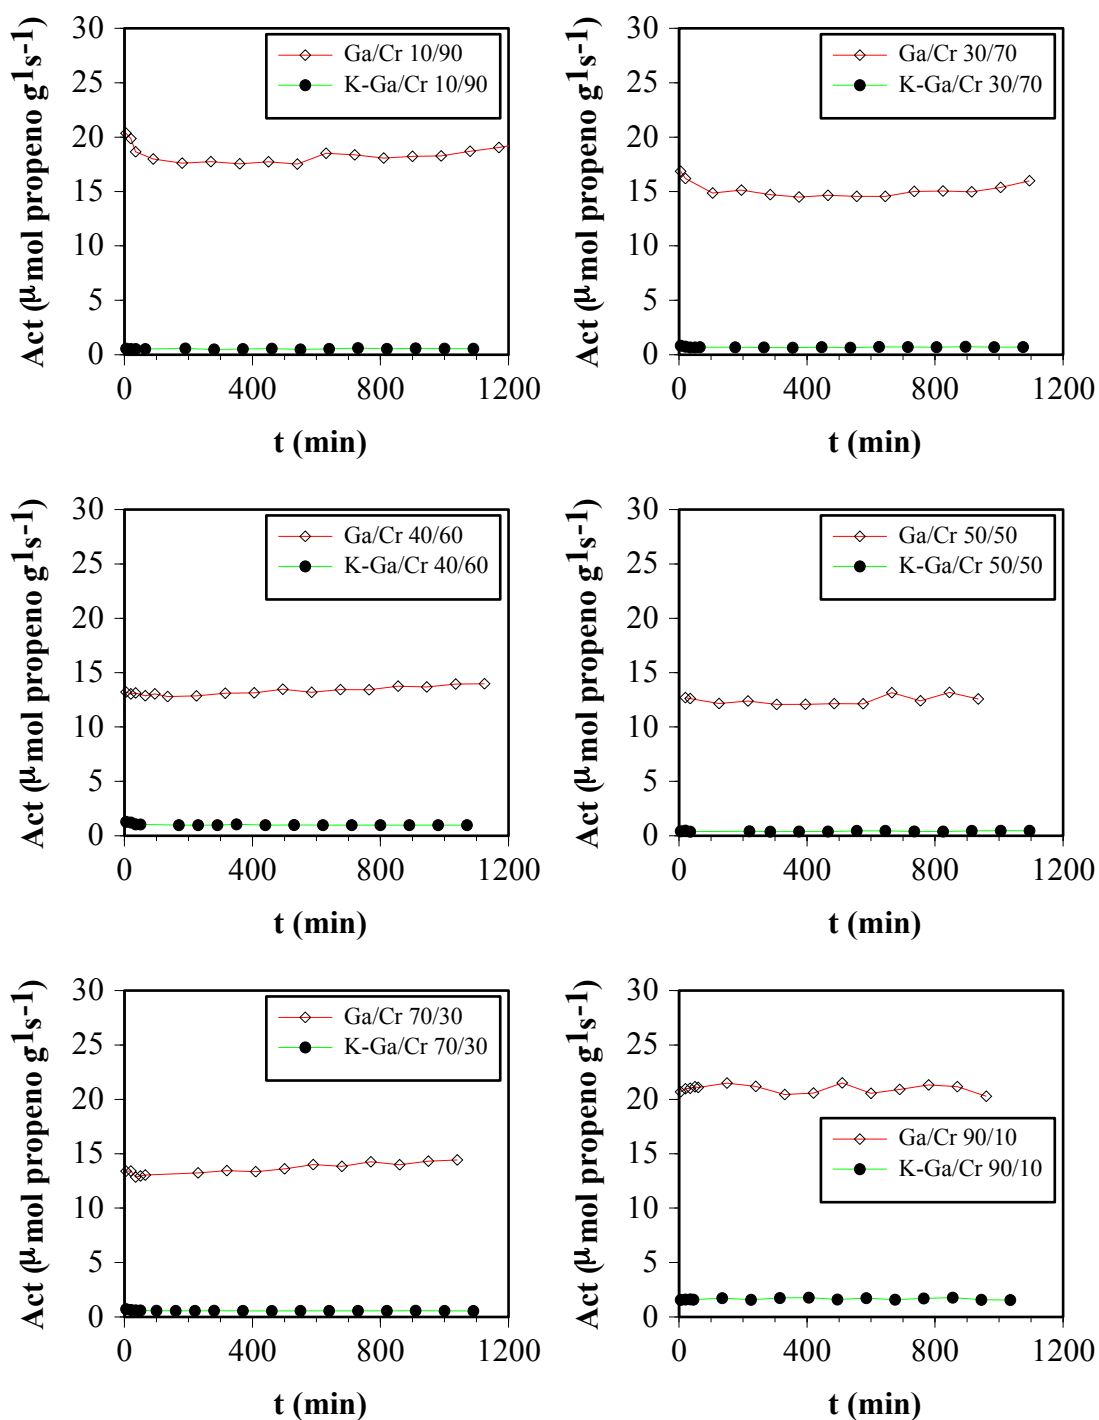 Act (μmol propeno g1s-1)
30
25
20
15
10
5
0
Ga/Cr 10/90
K-Ga/Cr 10/90
0 400 800 1200
t (min)
Act (μmol propeno g1s-1)
30
25
20
15
10
5
0
Ga/Cr 30/70
K-Ga/Cr 30/70
0 400 800 1200
t (min)
Act (μmol propeno g1s-1)
30
25
20
15
10
5
0
Ga/Cr 40/60
K-Ga/Cr 40/60
0 400 800 1200
t (min)
Act (μmol propeno g1s-1)
30
25
20
15
10
5
0
Ga/Cr 50/50
K-Ga/Cr 50/50
0 400 800 1200
t (min)
Act (μmol propeno g1s-1)
30
25
20
15
10
5
0
Ga/Cr 70/30
K-Ga/Cr 70/30
0 400 800 1200
t (min)
Act (μmol propeno g1s-1)
30
25
20
15
10
5
0
Ga/Cr 90/10
K-Ga/Cr 90/10
0 400 800 1200
t (min)